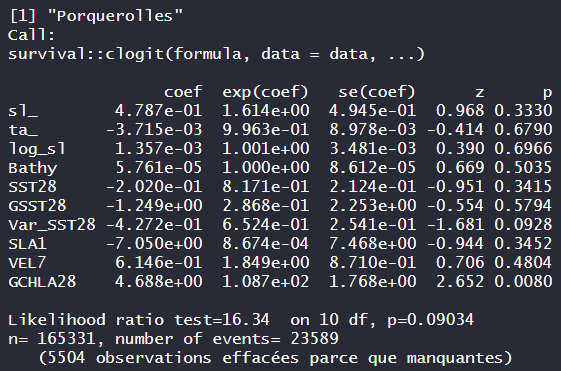 [1] "Porquerolles"
Call:
survival::clogit(formula, data = data, ...)
coef exp(coef) se(coef) z p
sl_ 4.787e-01 1.614e+00 4.945e-01 0.968 0.3330
ta_ -3.715e-03 9.963e-01 8.978e-03 -0.414 0.6790
log_sl 1.357e-03 1.001e+00 3.481e-03 0.390 0.6966
Bathy 5.761e-05 1.000e+00 8.612e-05 0.669 0.5035
SST28 -2.020e-01 8.171e-01 2.124e-01 -0.951 0.3415
GSST28 -1.249e+00 2.868e-01 2.253e+00 -0.554 0.5794
Var_SST28 -4.272e-01 6.524e-01 2.541e-01 -1.681 0.0928
SLA1 -7.050e+00 8.674e-04 7.468e+00 -0.944 0.3452
VEL7 6.146e-01 1.849e+00 8.710e-01 0.706 0.4804
GCHLA28 4.688e+00 1.087e+02 1.768e+00 2.652 0.0080
Likelihood ratio test=16.34 on 10 df, p=0.09034
n= 165331, number of events= 23589
(5504 observations effacées parce que manquantes)